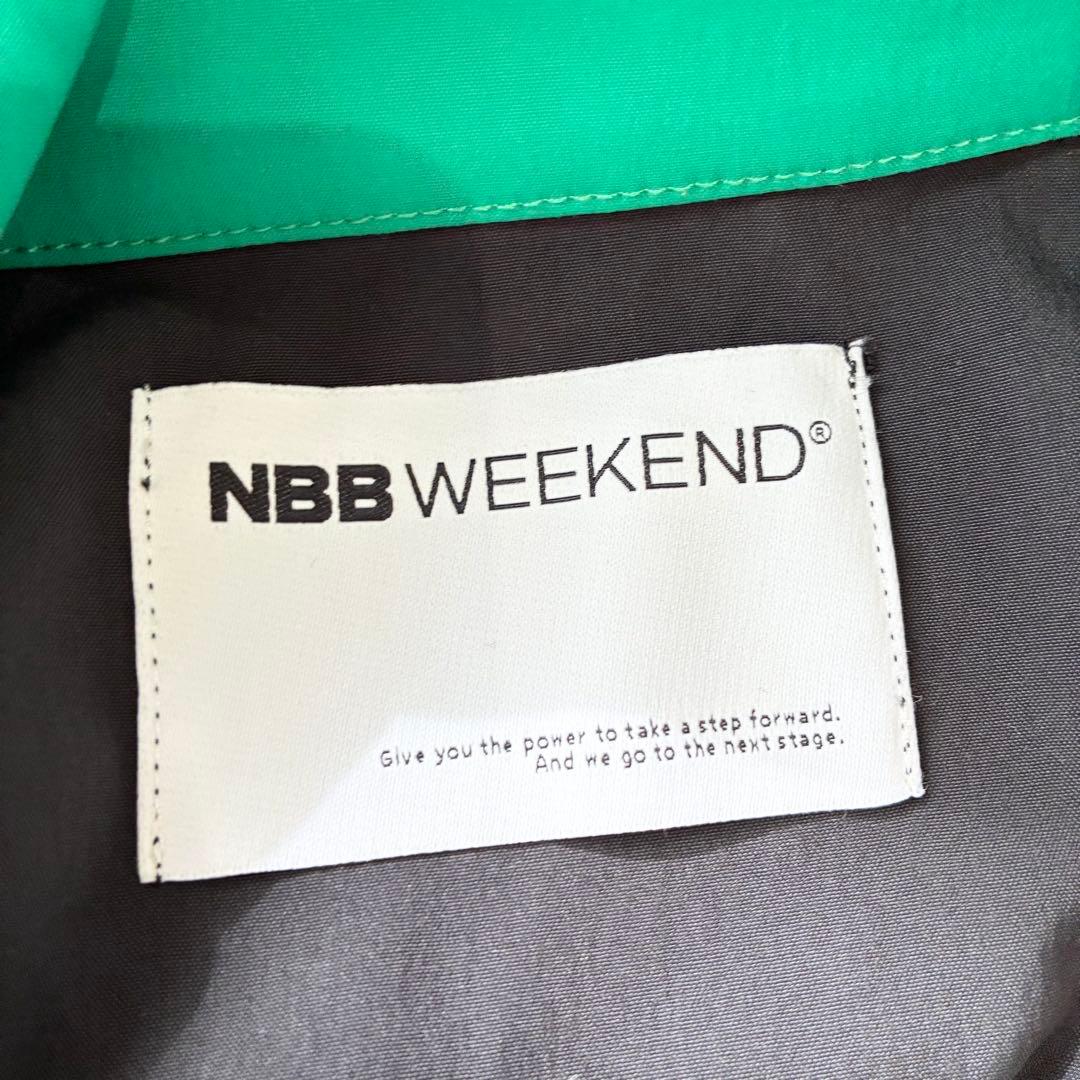 NBB WEEKEND®
Give you the power to take a step forward.
And we go to the next stage.